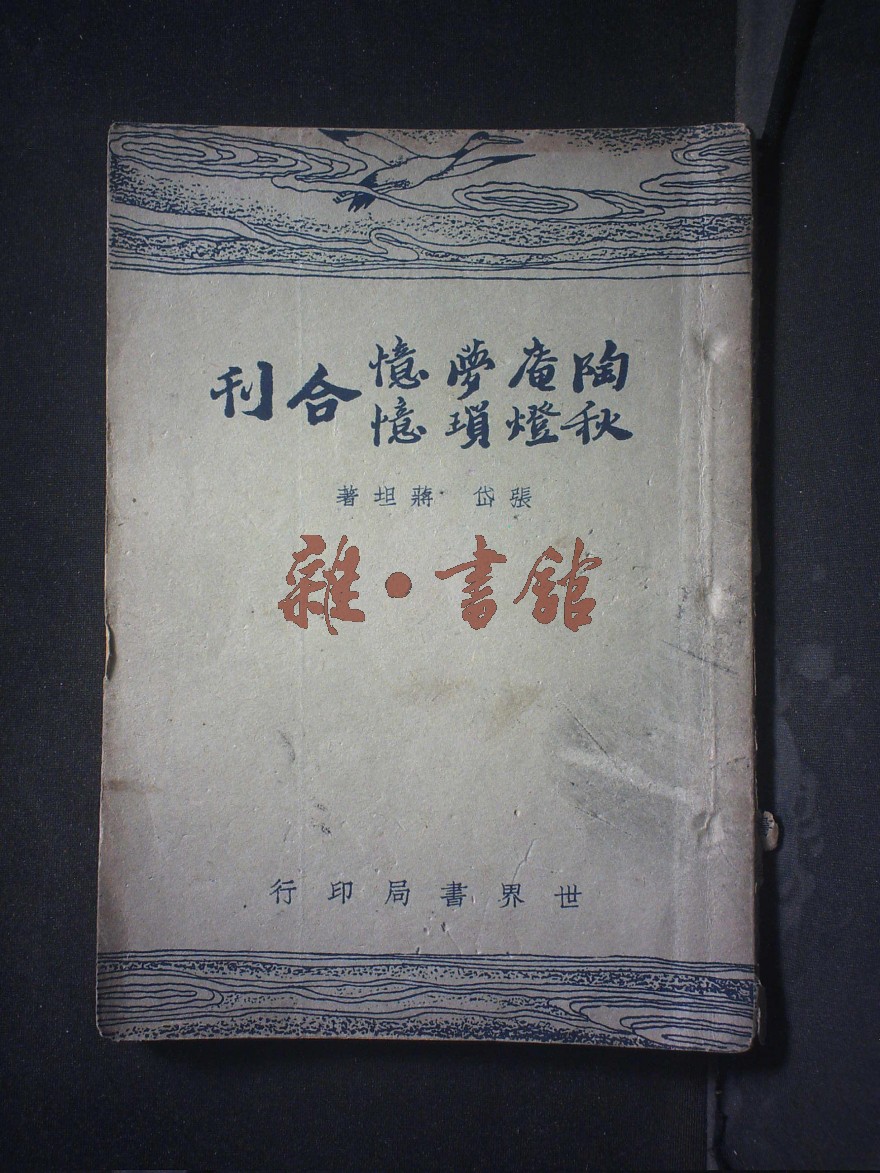 陶庵夢憶
秋燈瑣憶
合刊
張岱 蔣坦著
雜·書館
世界書局印行